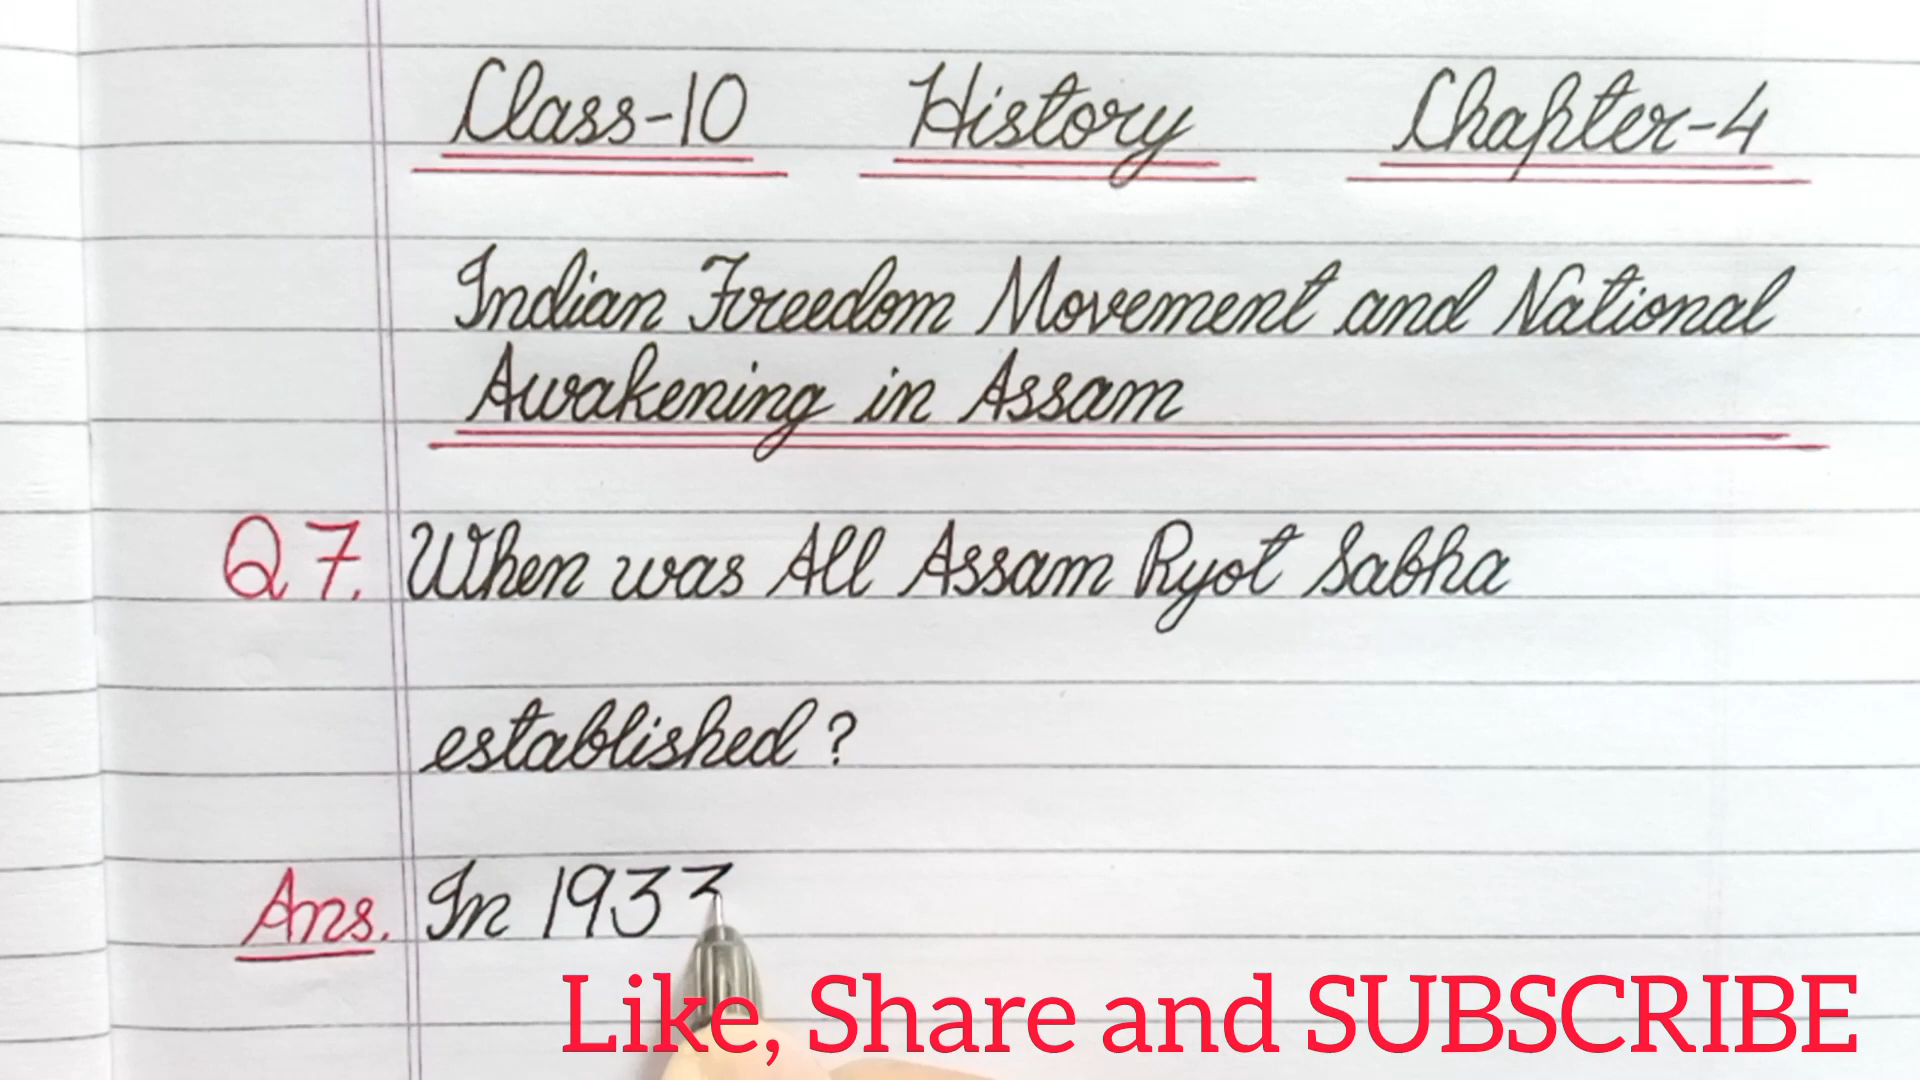 Class-10 History Chapter-4
Indian Freedom Movement and National
Awakening in Assam
Q7. When was All Assam Ryot Sabha
established?
Ans. In 1933
Like, Share and SUBSCRIBE